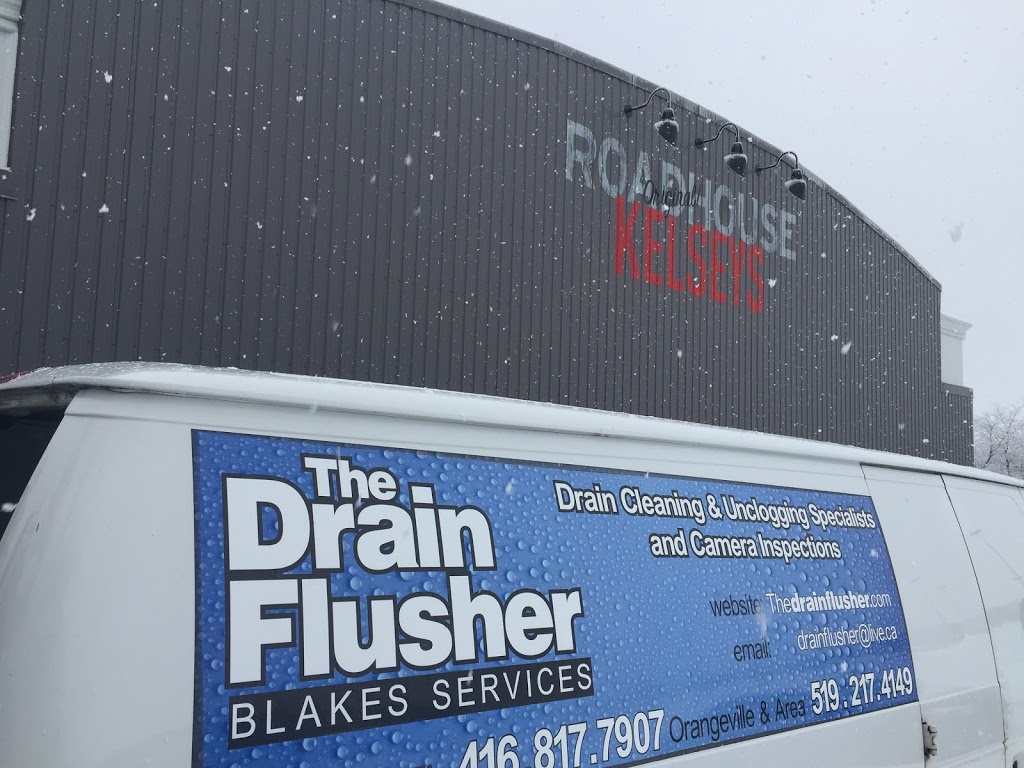 ROADHOUSE
Original
KELSEYS
The
Drain
Flusher
BLAKES SERVICES
Drain Cleaning & Unclogging Specialists
and Camera Inspections
website: Thedrainflusher.com
email: drainflusher@live.ca
416.817.7907 Orangeville & Area 519.217.4149